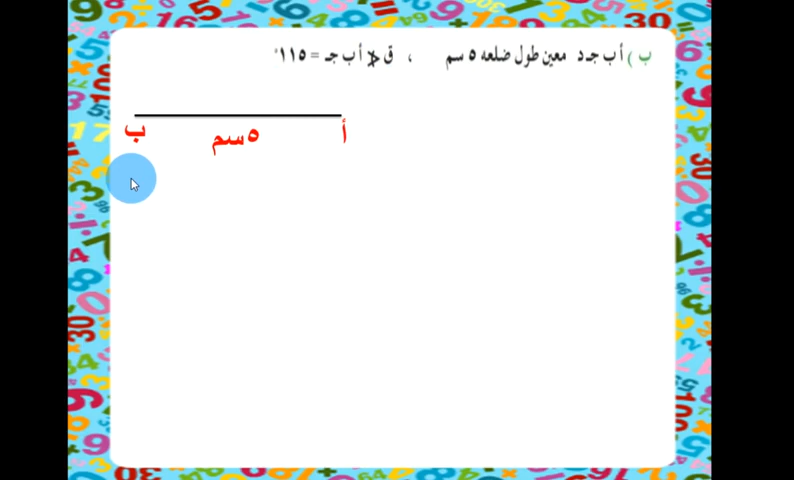 ب ) أ ب جـ د معين طول ضلعه ٥ سم ، ق ∢ أ ب جـ = ١١٥°
أ ٥سم ب